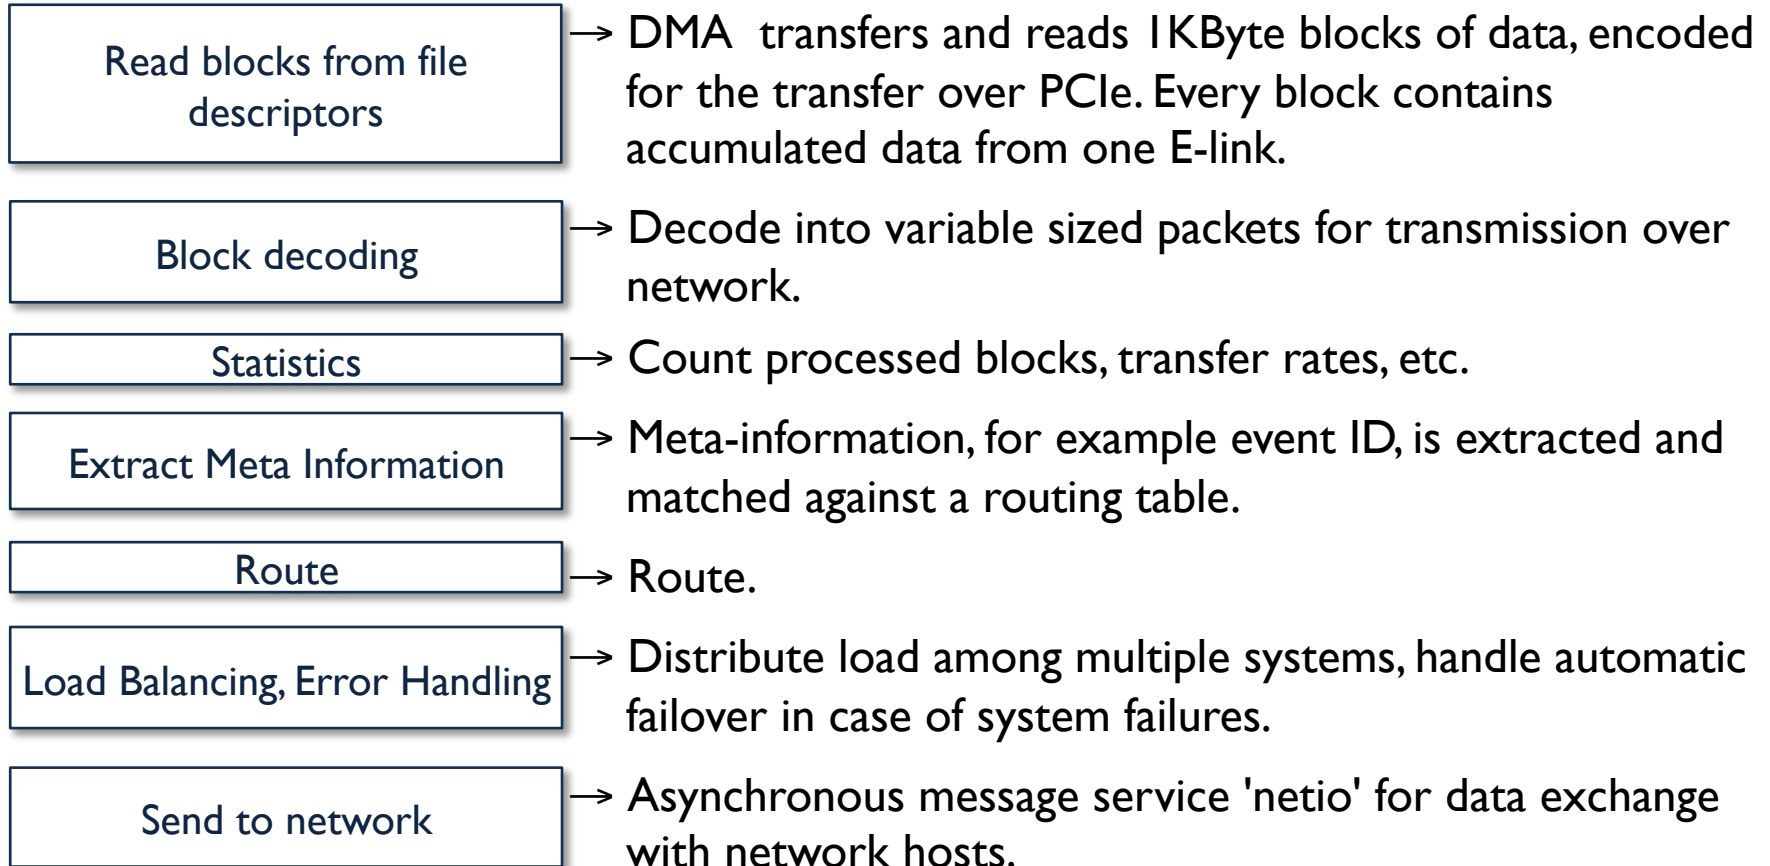 Read blocks from file
descriptors
→ DMA  transfers and reads 1KByte blocks of data, encoded
for the transfer over PCIe. Every block contains
accumulated data from one E-link.
Block decoding
→ Decode into variable sized packets for transmission over
network.
Statistics
→ Count processed blocks, transfer rates, etc.
Extract Meta Information
→ Meta-information, for example event ID, is extracted and
matched against a routing table.
Route
→ Route.
Load Balancing, Error Handling
→ Distribute load among multiple systems, handle automatic
failover in case of system failures.
Send to network
→ Asynchronous message service 'netio' for data exchange
with network hosts.